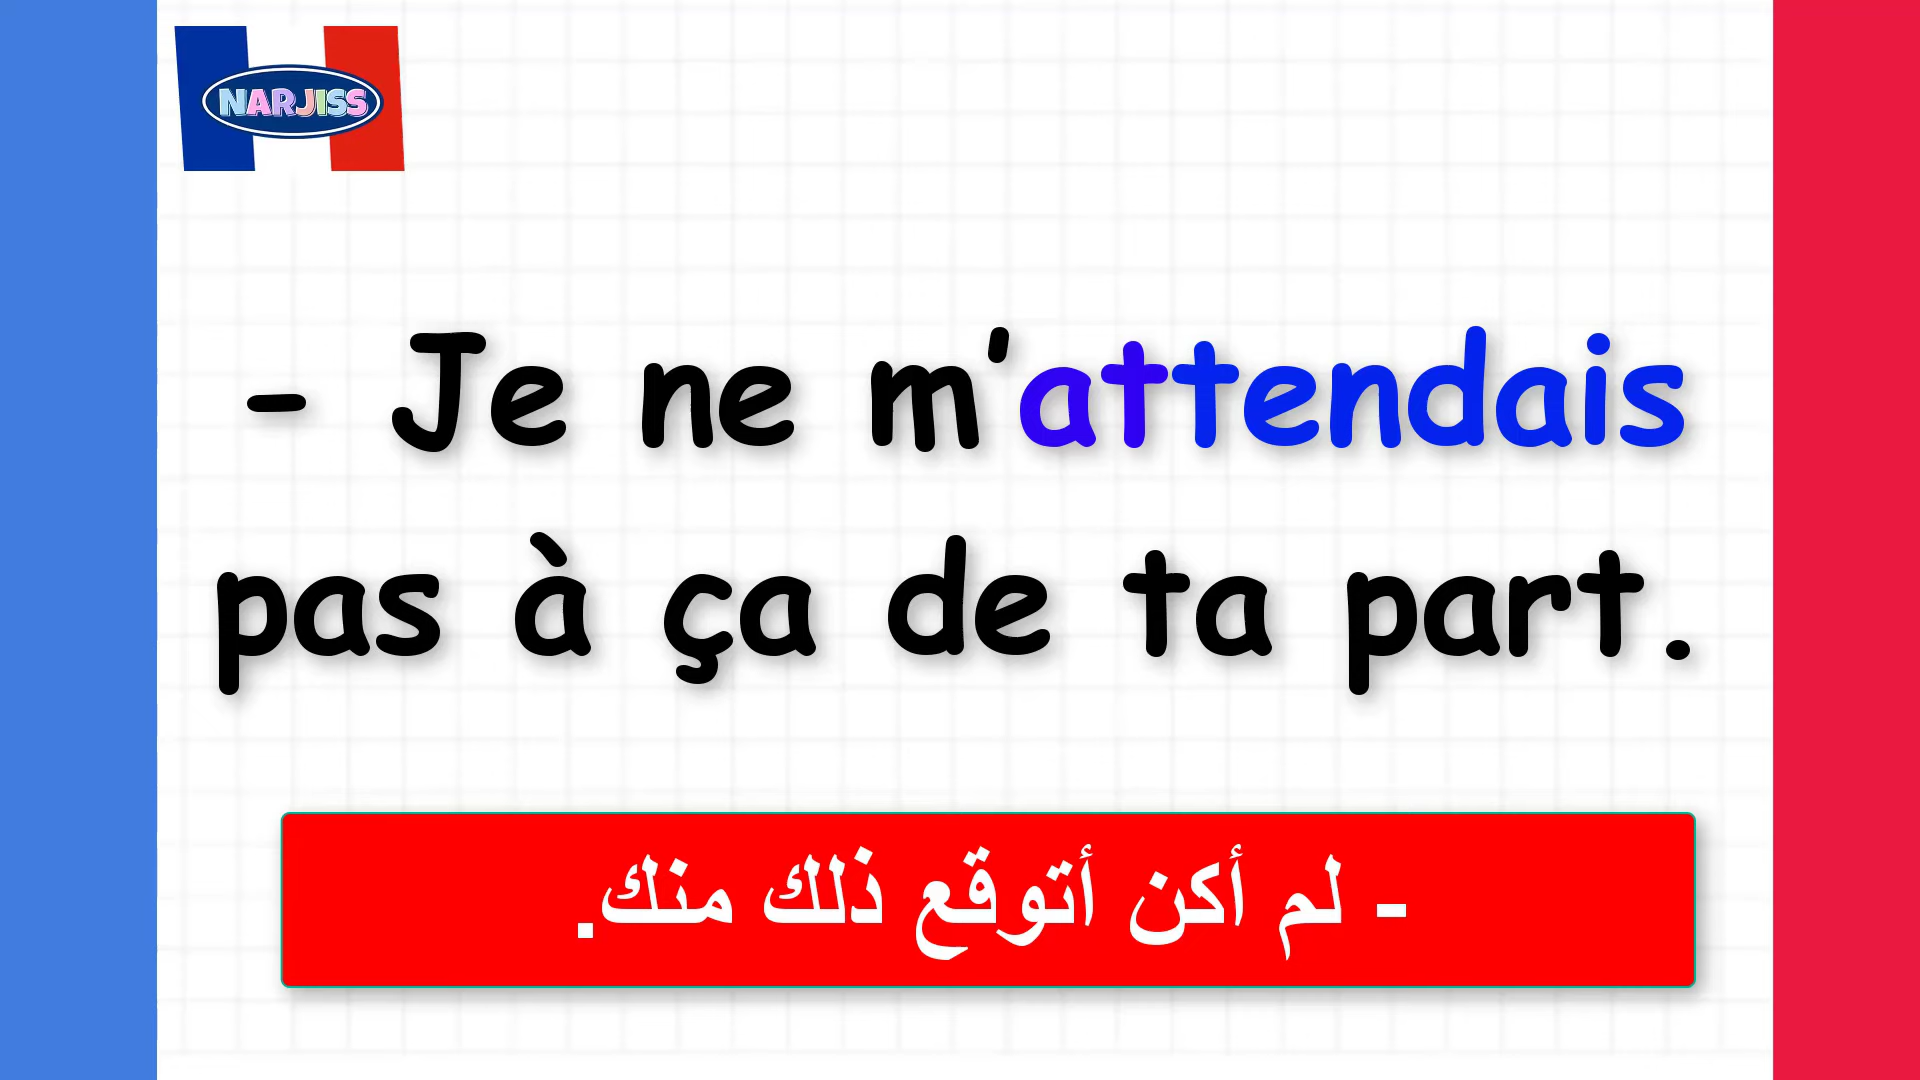 NARJISS
- Je ne m'attendais
pas à ça de ta part.
- لم أكن أتوقع ذلك منك.